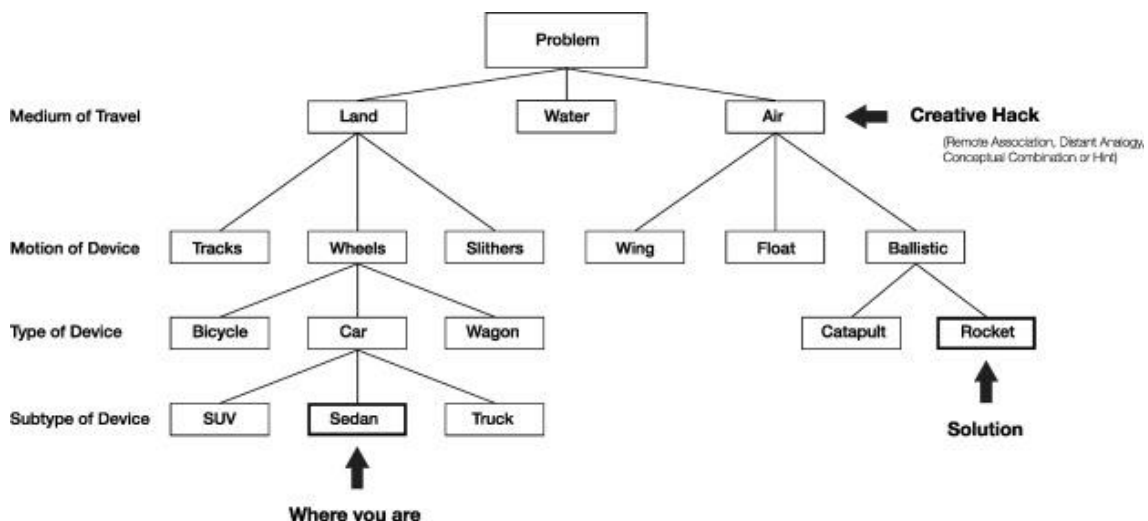 Problem
Medium of Travel Land Water Air Creative Hack
(Remote Association, Distant Analogy,
Conceptual Combination or Hint)
Motion of Device Tracks Wheels Slithers Wing Float Ballistic
Type of Device Bicycle Car Wagon Catapult Rocket
Subtype of Device SUV Sedan Truck
Solution
Where you are